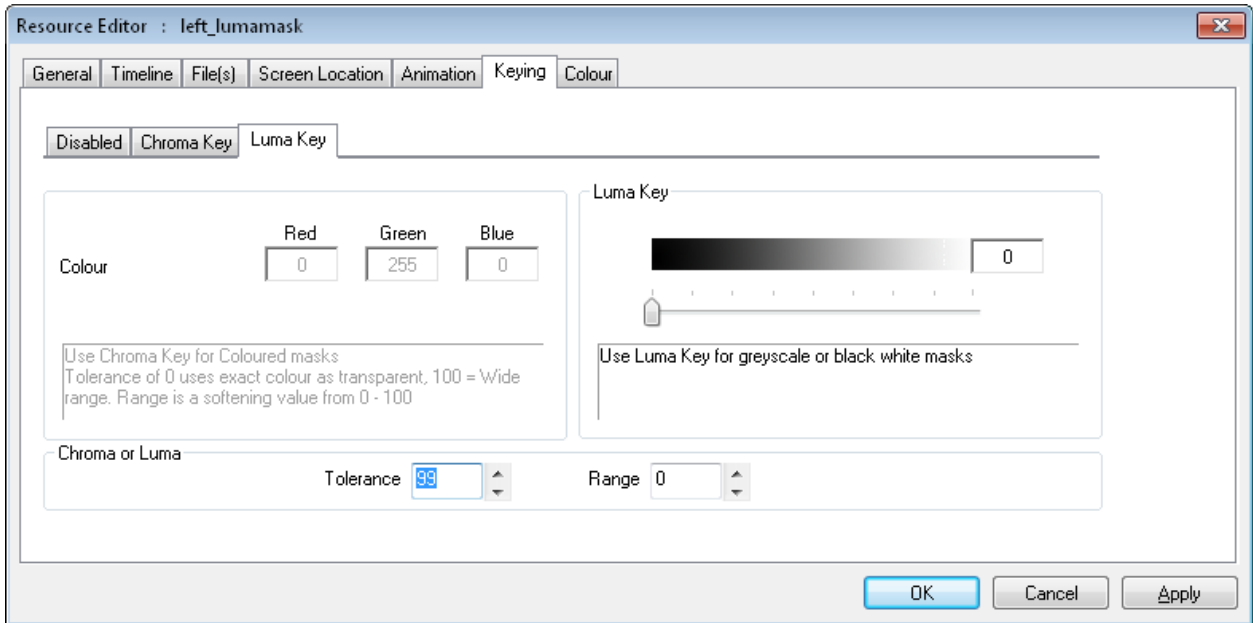 Resource Editor : left_lumamask
General Timeline File(s) Screen Location Animation Keying Colour
Disabled Chroma Key Luma Key
Red Green Blue
Colour 0 255 0
Use Chroma Key for Coloured masks
Tolerance of 0 uses exact colour as transparent, 100 = Wide
range. Range is a softening value from 0 - 100
Luma Key
0
Use Luma Key for greyscale or black white masks
Chroma or Luma
Tolerance 99 Range 0
OK Cancel Apply